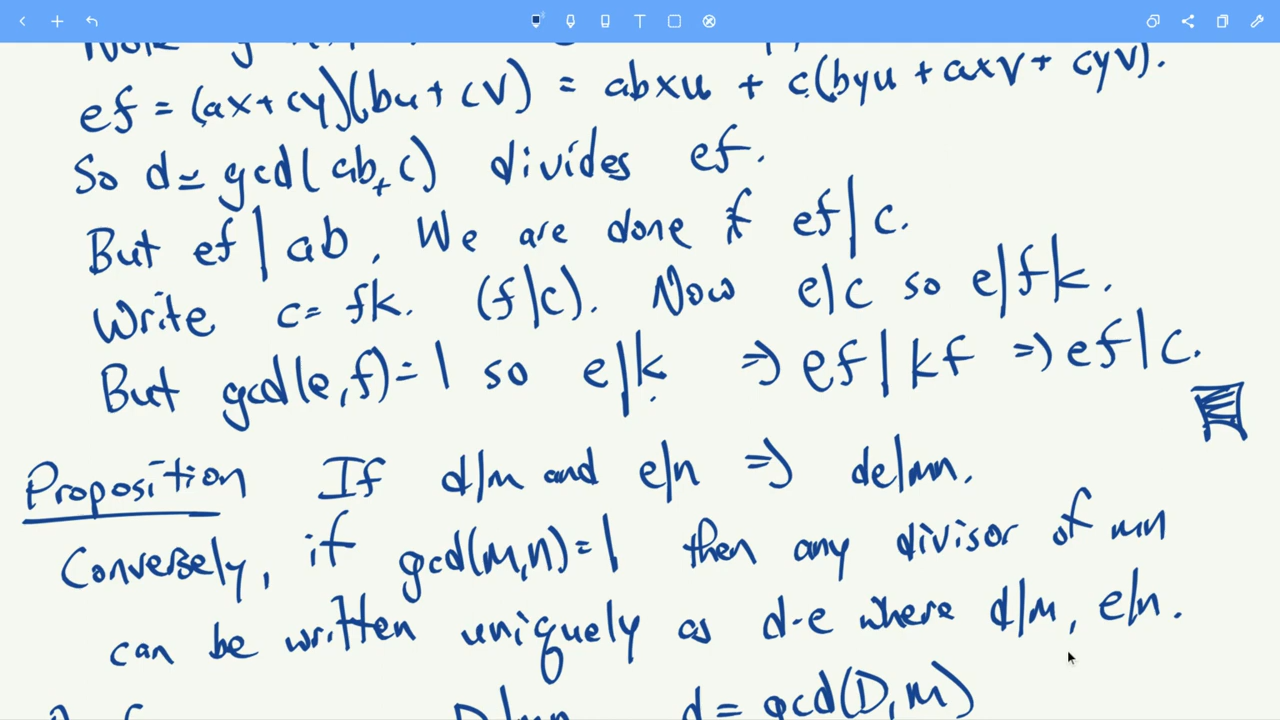 ef = (ax+cy)(bu+cv) = abxu + c(byu + axv + cyv).
So d = gcd(ab, c) divides ef.
But ef | ab. We are done if ef | c.
Write c = fk. (f|c). Now e|c so e|fk.
But gcd(e,f)=1 so e|k. => ef | kf => ef | c.
Proposition If d|m and e|n => de|mn.
Conversely, if gcd(m,n)=1 then any divisor of mn
can be written uniquely as d·e where d|m, e|n.
D|mn d = gcd(D,m)